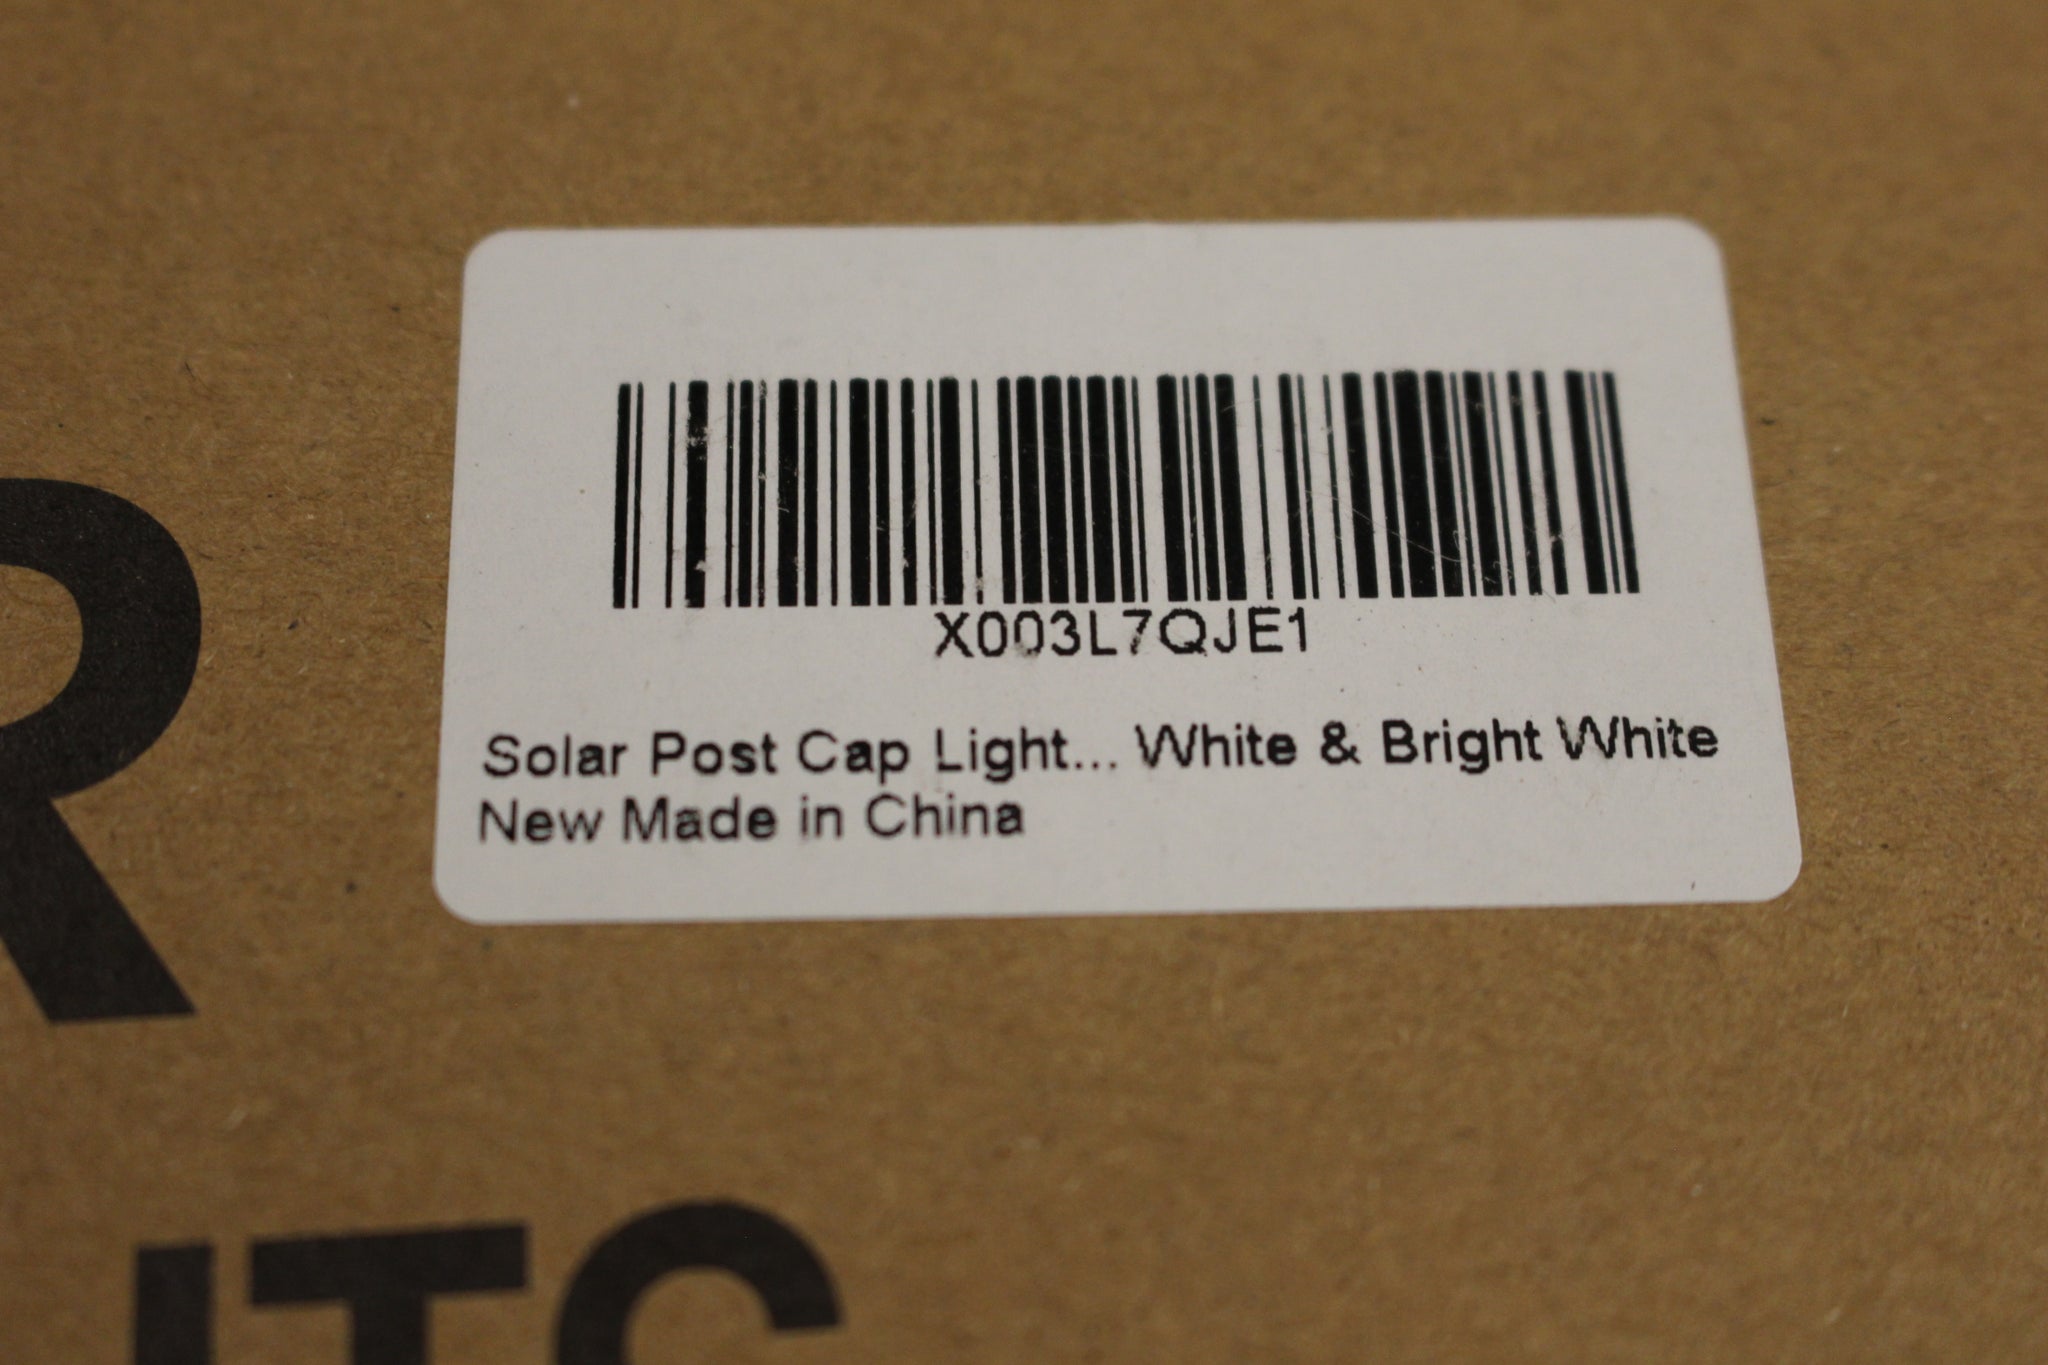 X003L7QJE1
Solar Post Cap Light... White & Bright White
New Made in China
R